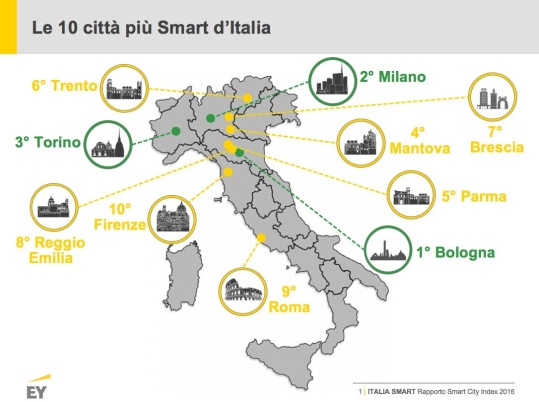 Le 10 città più Smart d’Italia
6° Trento
2° Milano
3° Torino
4°
Mantova
7°
Brescia
5° Parma
10°
Firenze
8° Reggio
Emilia
1° Bologna
9°
Roma
EY
1 | ITALIA SMART Rapporto Smart City Index 2016